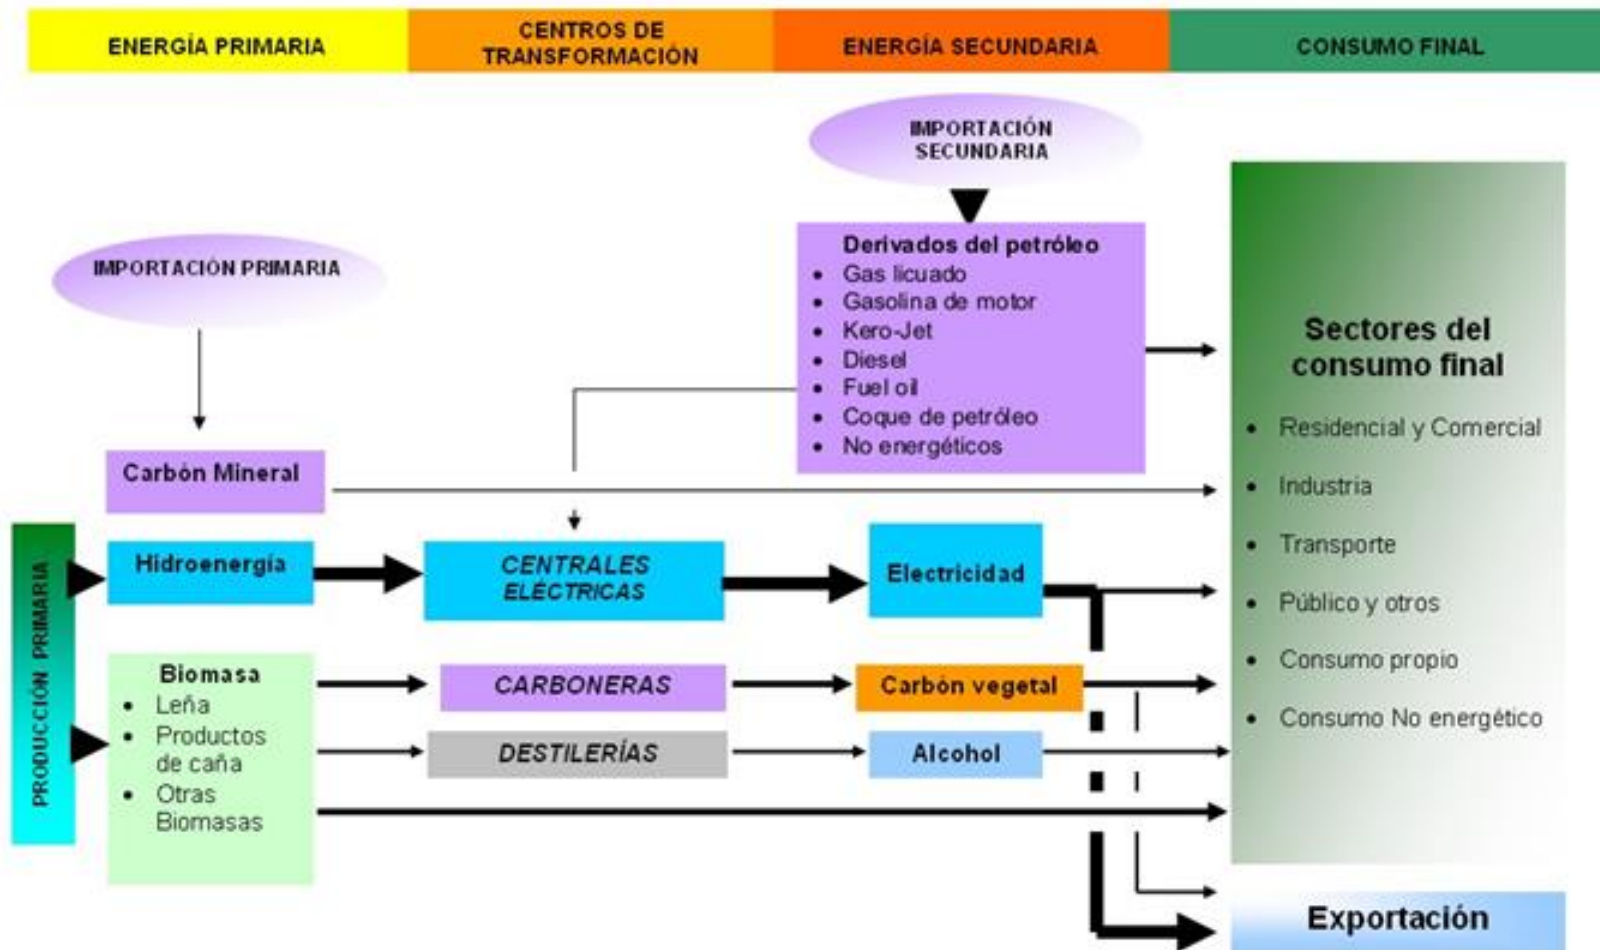 ENERGÍA PRIMARIA
CENTROS DE
TRANSFORMACIÓN
ENERGÍA SECUNDARIA
CONSUMO FINAL
IMPORTACIÓN
SECUNDARIA
IMPORTACIÓN PRIMARIA
Derivados del petróleo
• Gas licuado
• Gasolina de motor
• Kero-Jet
• Diesel
• Fuel oil
• Coque de petróleo
• No energéticos
Carbón Mineral
PRODUCCIÓN PRIMARIA
Hidroenergía
CENTRALES
ELÉCTRICAS
Electricidad
Biomasa
• Leña
• Productos
de caña
• Otras
Biomasas
CARBONERAS
Carbón vegetal
DESTILERÍAS
Alcohol
Sectores del
consumo final
• Residencial y Comercial
• Industria
• Transporte
• Público y otros
• Consumo propio
• Consumo No energético
Exportación